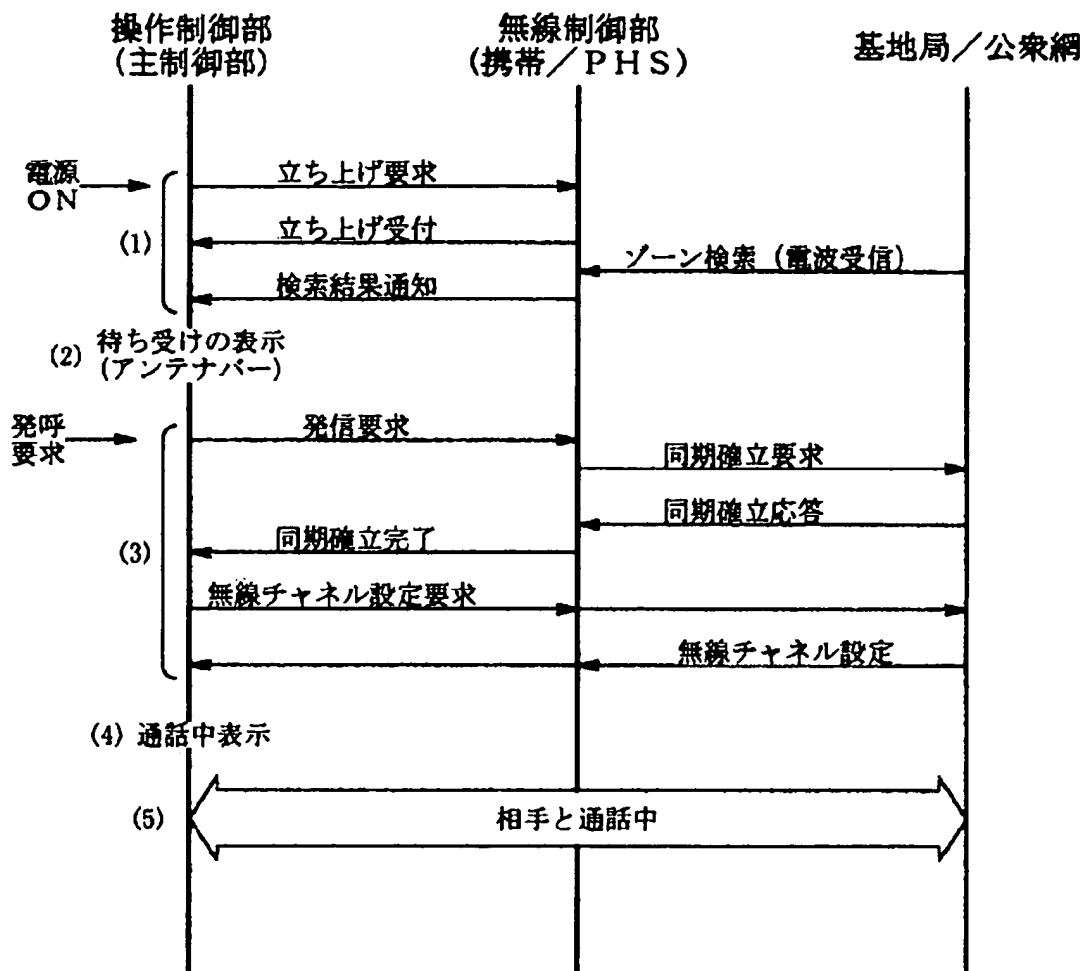 操作制御部
(主制御部)
無線制御部
(携帯/PHS)
基地局/公衆網
電源
ON
立ち上げ要求
(1)
立ち上げ受付
ゾーン検索(電波受信)
検索結果通知
(2) 待ち受けの表示
(アンテナバー)
発呼
要求
発信要求
同期確立要求
同期確立応答
(3)
同期確立完了
無線チャネル設定要求
無線チャネル設定
(4) 通話中表示
(5)
相手と通話中